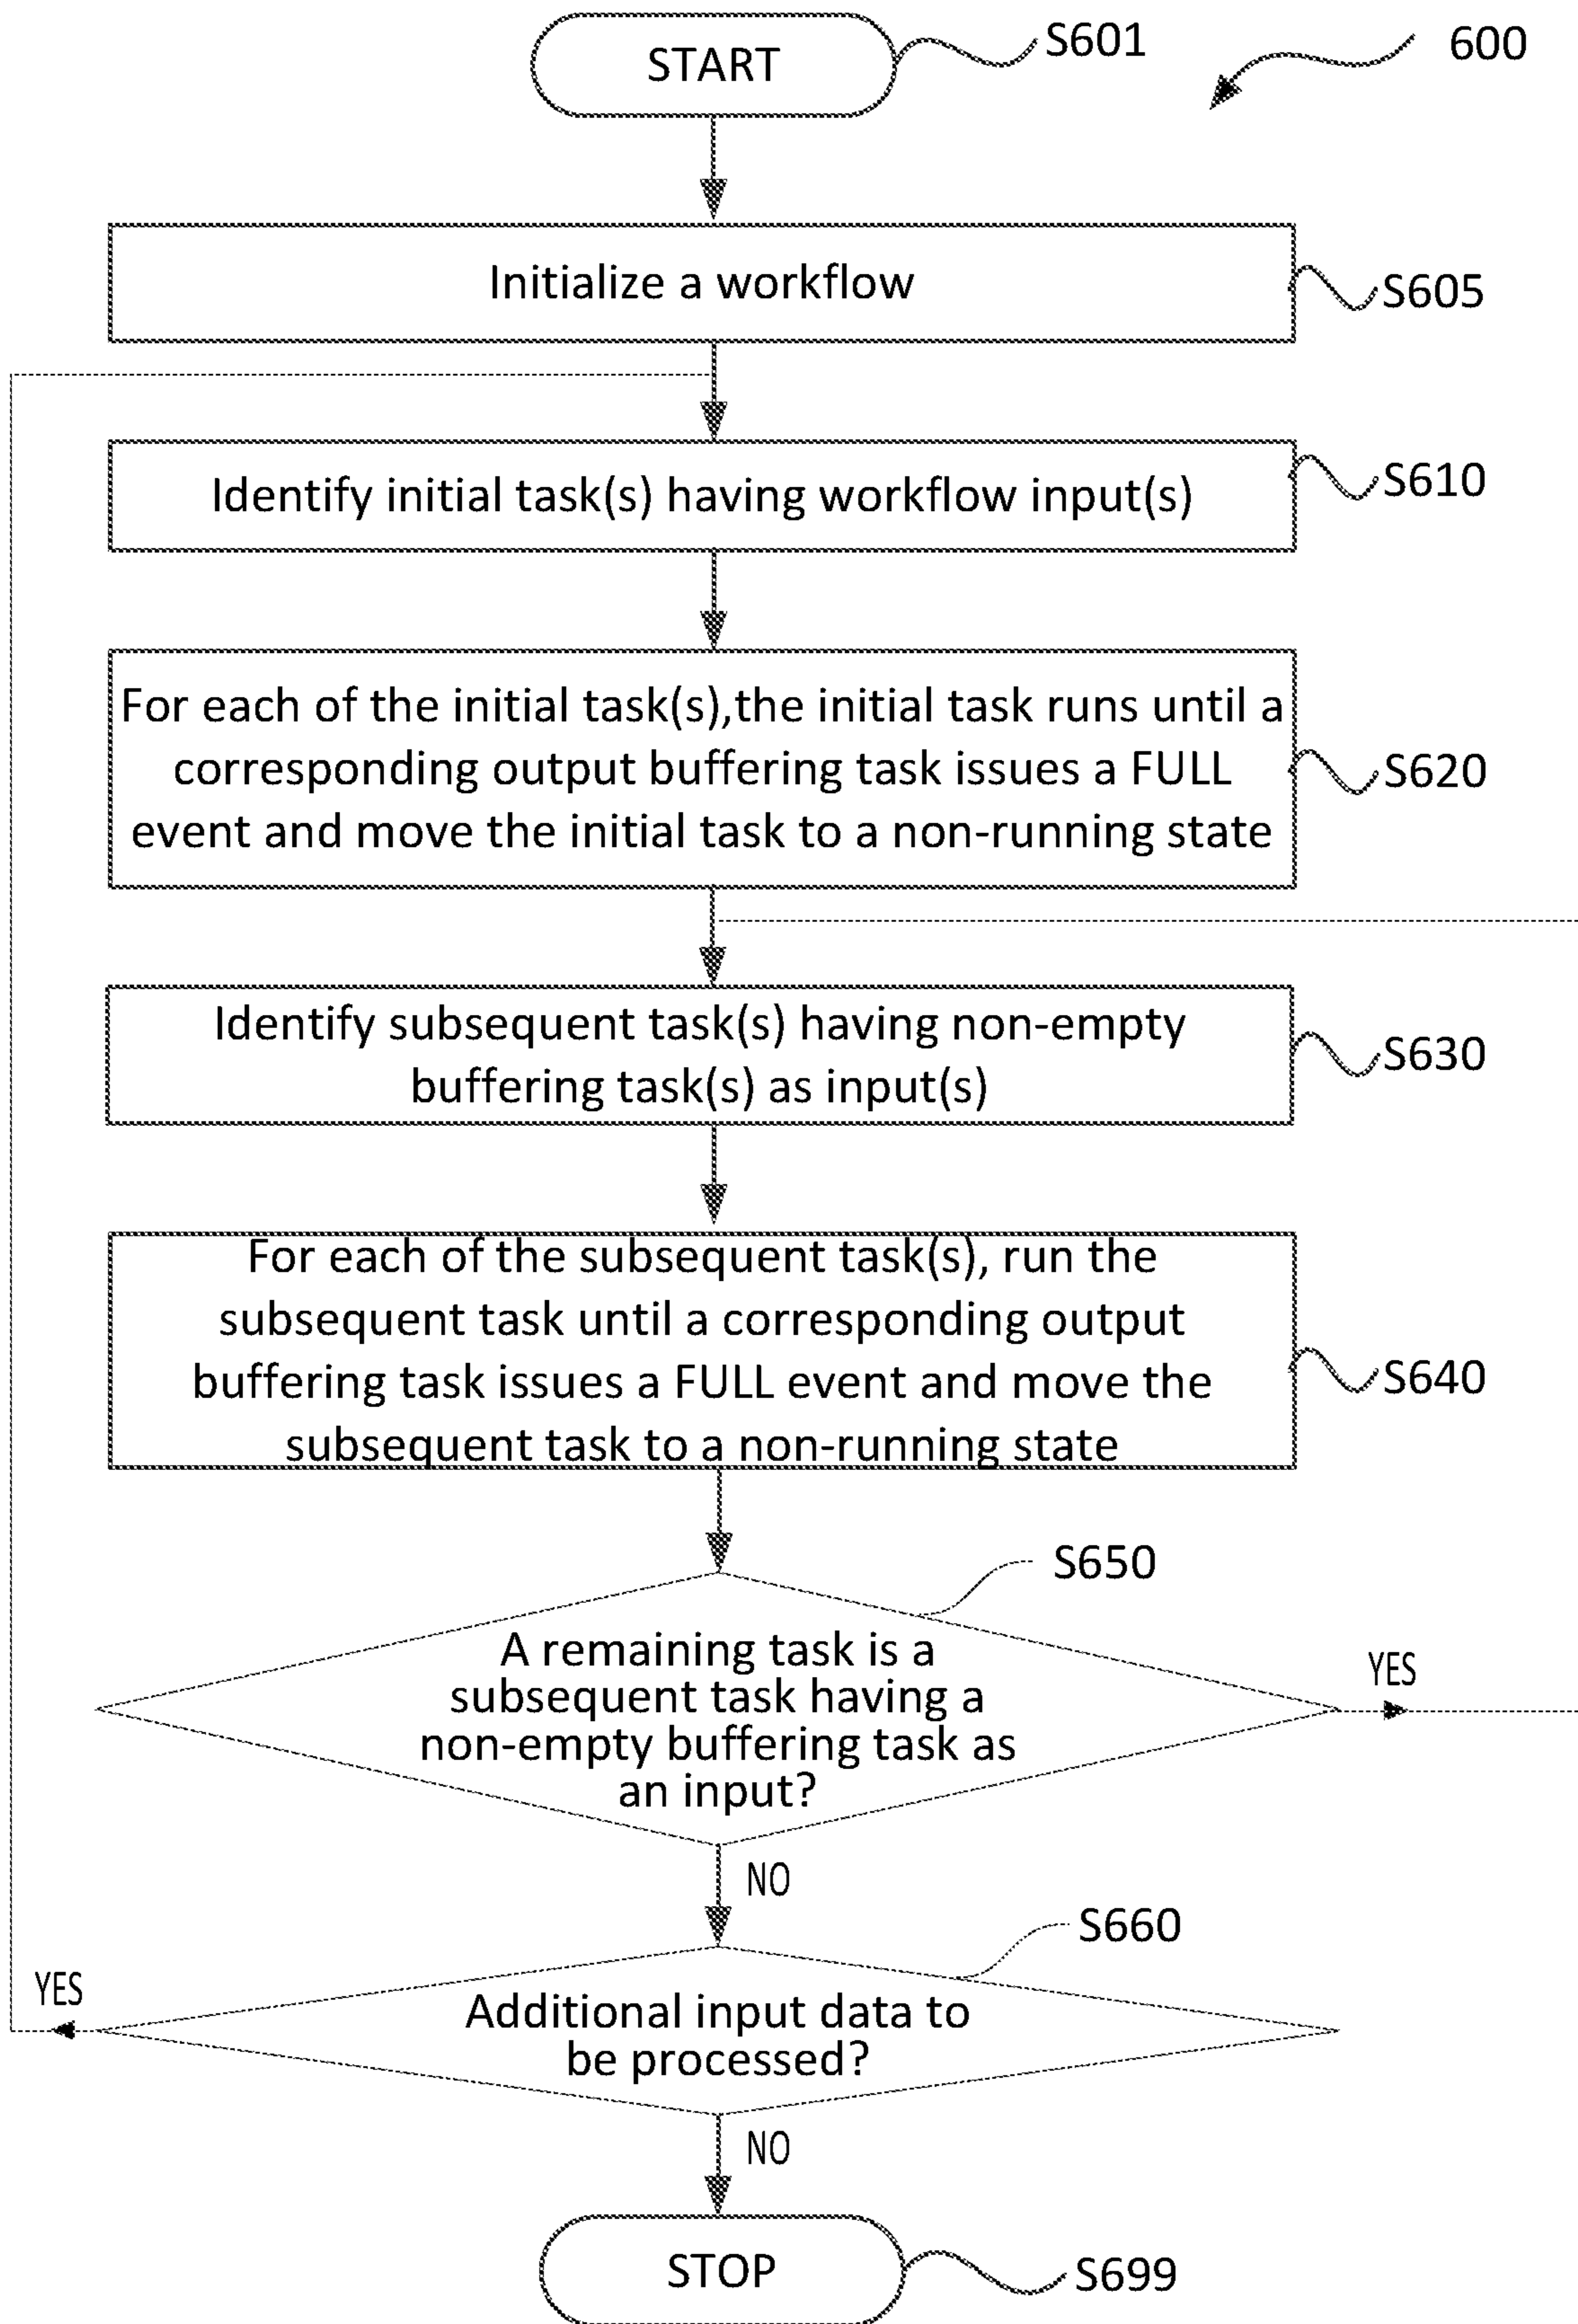 START
S601
600
Initialize a workflow
S605
Identify initial task(s) having workflow input(s)
S610
For each of the initial task(s),the initial task runs until a
corresponding output buffering task issues a FULL
event and move the initial task to a non-running state
S620
Identify subsequent task(s) having non-empty
buffering task(s) as input(s)
S630
For each of the subsequent task(s), run the
subsequent task until a corresponding output
buffering task issues a FULL event and move the
subsequent task to a non-running state
S640
S650
A remaining task is a
subsequent task having a
non-empty buffering task as
an input?
YES
NO
S660
YES
Additional input data to
be processed?
NO
STOP
S699